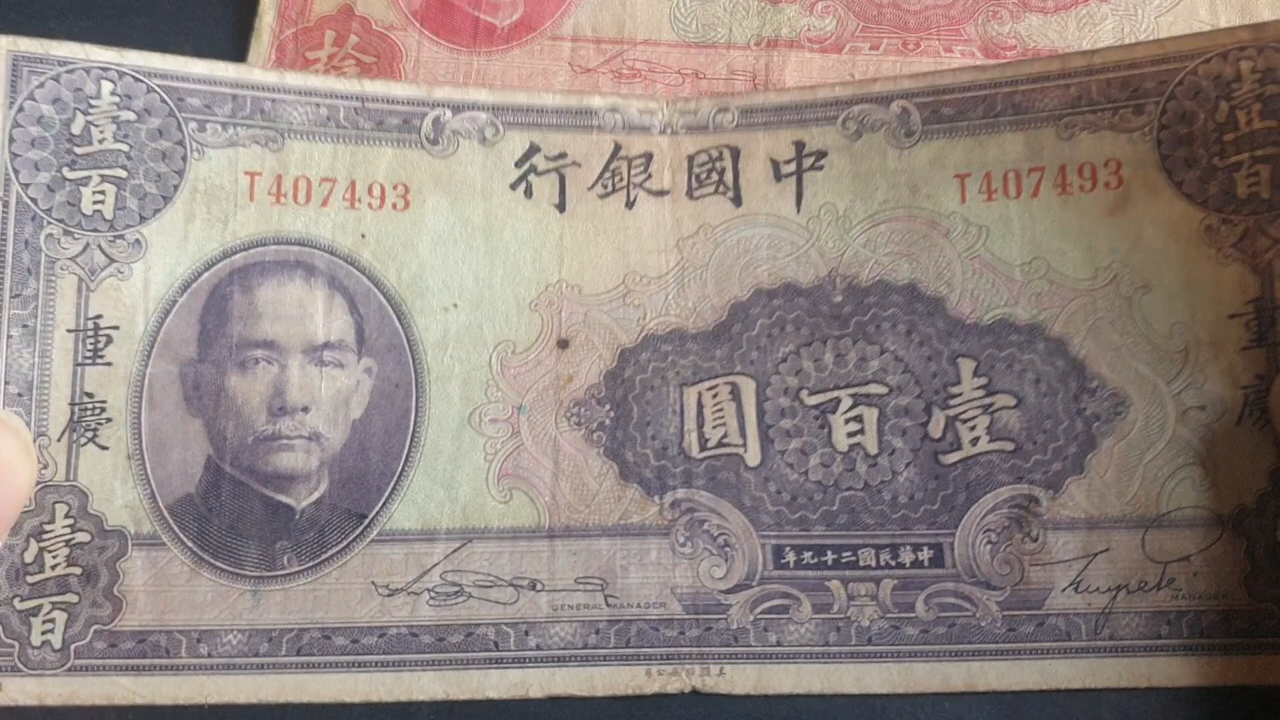 拾
壹百
壹百
T407493
中國銀行
T407493
重慶
重慶
壹百圓
中華民國二十九年
壹百
GENERAL MANAGER
MANAGER